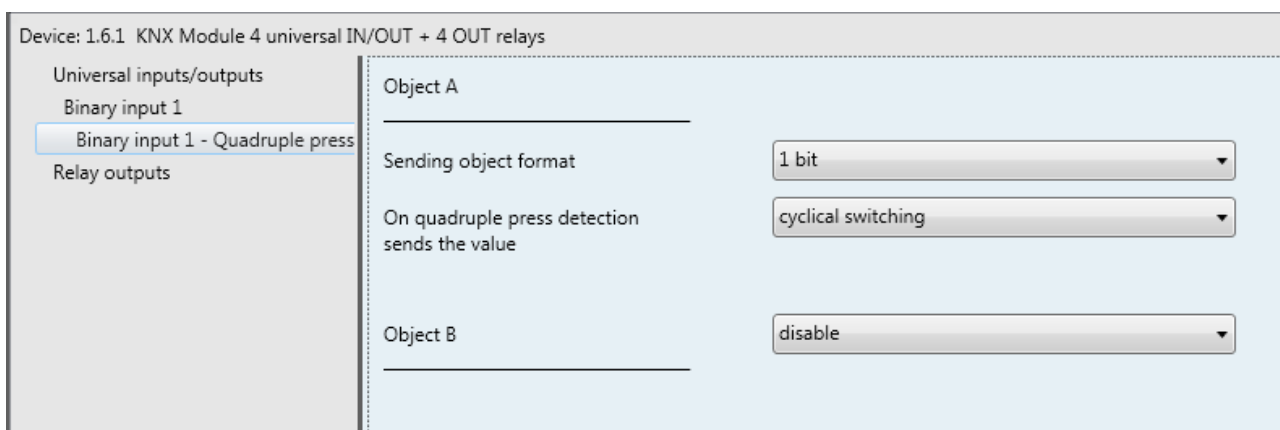 Device: 1.6.1  KNX Module 4 universal IN/OUT + 4 OUT relays
Universal inputs/outputs
Binary input 1
Binary input 1 - Quadruple press
Relay outputs
Object A
Sending object format
1 bit
On quadruple press detection
sends the value
cyclical switching
Object B
disable